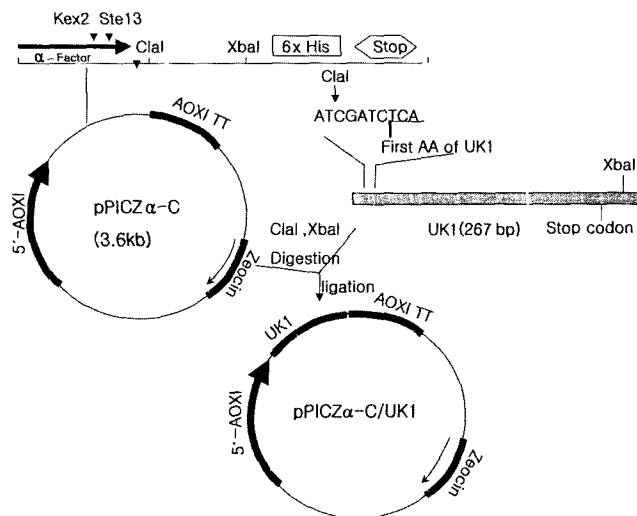 Kex2 Ste13
α-Factor
ClaI
XbaI
6x His
Stop
ClaI
ATCGATCTCA
First AA of UK1
AOXI TT
5'-AOXI
pPICZα-C
(3.6kb)
Zeocin
XbaI
UK1(267 bp)
Stop codon
ClaI ,XbaI
Digestion
ligation
UK1
AOXI TT
5'-AOXI
pPICZα-C/UK1
Zeocin